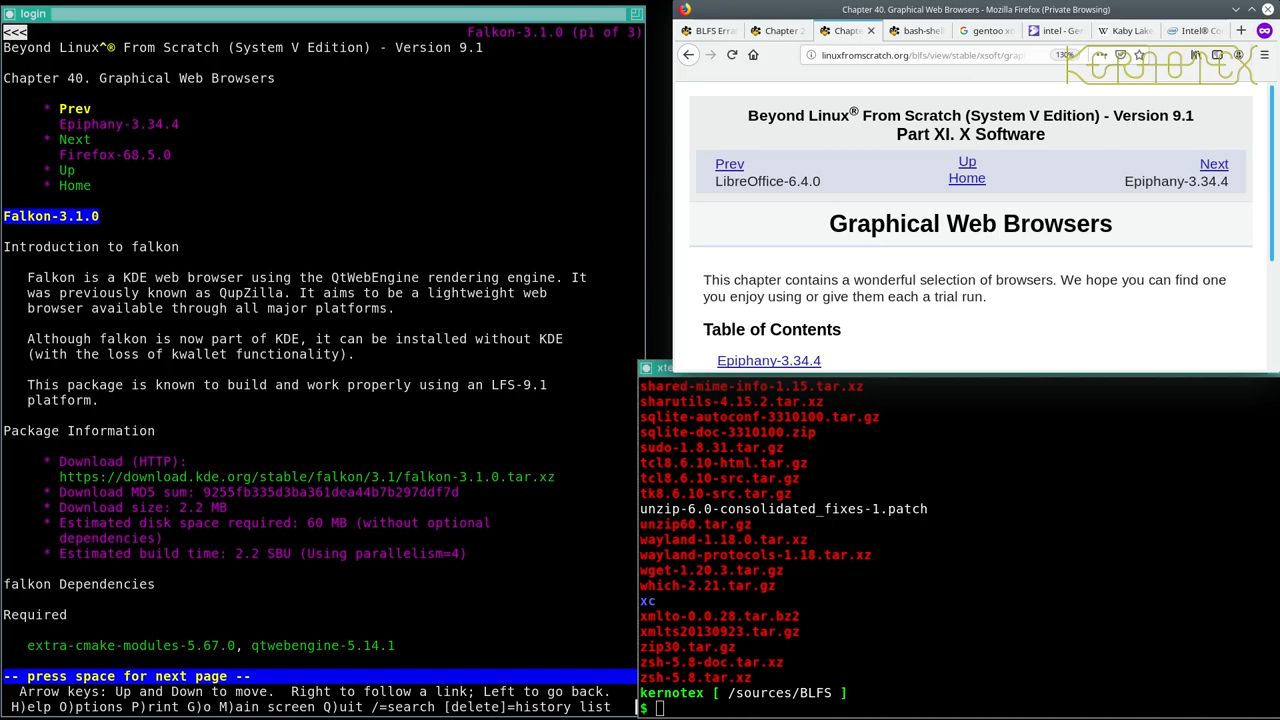 login
<<<
Falkon-3.1.0 (p1 of 3)
Beyond Linux^® From Scratch (System V Edition) - Version 9.1
Chapter 40. Graphical Web Browsers
* Prev
Epiphany-3.34.4
* Next
Firefox-68.5.0
* Up
* Home
Falkon-3.1.0
Introduction to falkon
Falkon is a KDE web browser using the QtWebEngine rendering engine. It
was previously known as QupZilla. It aims to be a lightweight web
browser available through all major platforms.
Although falkon is now part of KDE, it can be installed without KDE
(with the loss of kwallet functionality).
This package is known to build and work properly using an LFS-9.1
platform.
Package Information
* Download (HTTP):
https://download.kde.org/stable/falkon/3.1/falkon-3.1.0.tar.xz
* Download MD5 sum: 9255fb335d3ba361dea44b7b297ddf7d
* Download size: 2.2 MB
* Estimated disk space required: 60 MB (without optional
dependencies)
* Estimated build time: 2.2 SBU (Using parallelism=4)
falkon Dependencies
Required
extra-cmake-modules-5.67.0, qtwebengine-5.14.1
-- press space for next page --
Arrow keys: Up and Down to move.  Right to follow a link; Left to go back.
H)elp O)ptions P)rint G)o M)ain screen Q)uit /=search [delete]=history list
Chapter 40. Graphical Web Browsers - Mozilla Firefox (Private Browsing)
BLFS Erra
Chapter 2
Chapte
bash-shell
gentoo xo
intel - Ger
Kaby Lake
Intel® Co
linuxfromscratch.org/blfs/view/stable/xsoft/grap
130%
KERNOTEX
Beyond Linux® From Scratch (System V Edition) - Version 9.1
Part XI. X Software
Prev
Up
Next
LibreOffice-6.4.0
Home
Epiphany-3.34.4
Graphical Web Browsers
This chapter contains a wonderful selection of browsers. We hope you can find one
you enjoy using or give them each a trial run.
Table of Contents
Epiphany-3.34.4
xte
shared-mime-info-1.15.tar.xz
sharutils-4.15.2.tar.xz
sqlite-autoconf-3310100.tar.gz
sqlite-doc-3310100.zip
sudo-1.8.31.tar.gz
tcl8.6.10-html.tar.gz
tcl8.6.10-src.tar.gz
tk8.6.10-src.tar.gz
unzip-6.0-consolidated_fixes-1.patch
unzip60.tar.gz
wayland-1.18.0.tar.xz
wayland-protocols-1.18.tar.xz
wget-1.20.3.tar.gz
which-2.21.tar.gz
xc
xmlto-0.0.28.tar.bz2
xmlts20130923.tar.gz
zip30.tar.gz
zsh-5.8-doc.tar.xz
zsh-5.8.tar.xz
kernotex [ /sources/BLFS ]
$